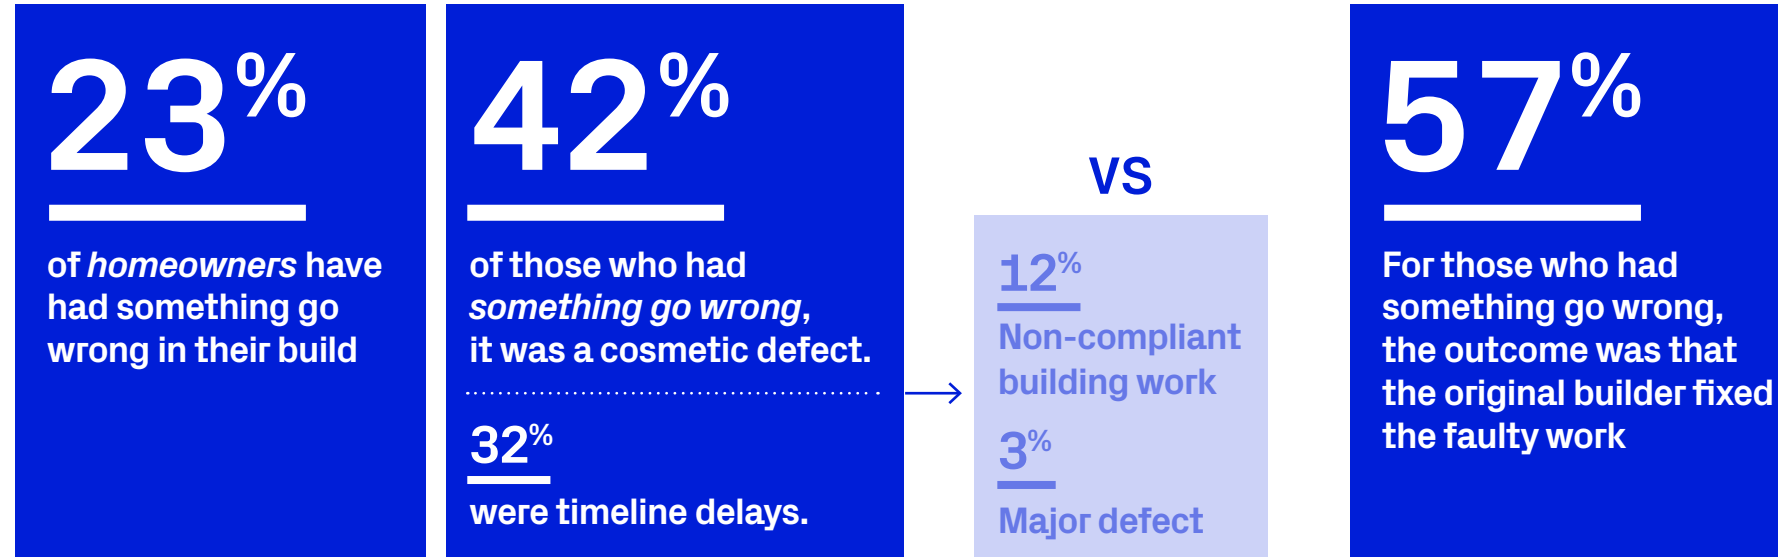 23%
of homeowners have
had something go
wrong in their build
42%
of those who had
something go wrong,
it was a cosmetic defect.
32%
were timeline delays.
VS
12%
Non-compliant
building work
3%
Major defect
57%
For those who had
something go wrong,
the outcome was that
the original builder fixed
the faulty work